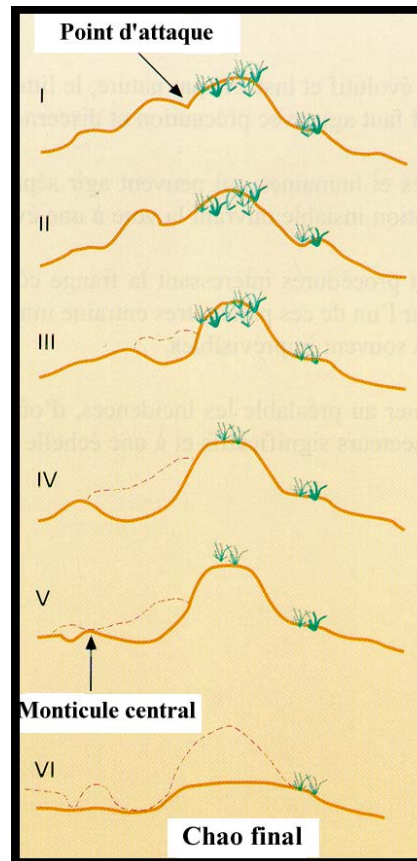 Point d'attaque
I
II
III
IV
V
Monticule central
VI
Chao final